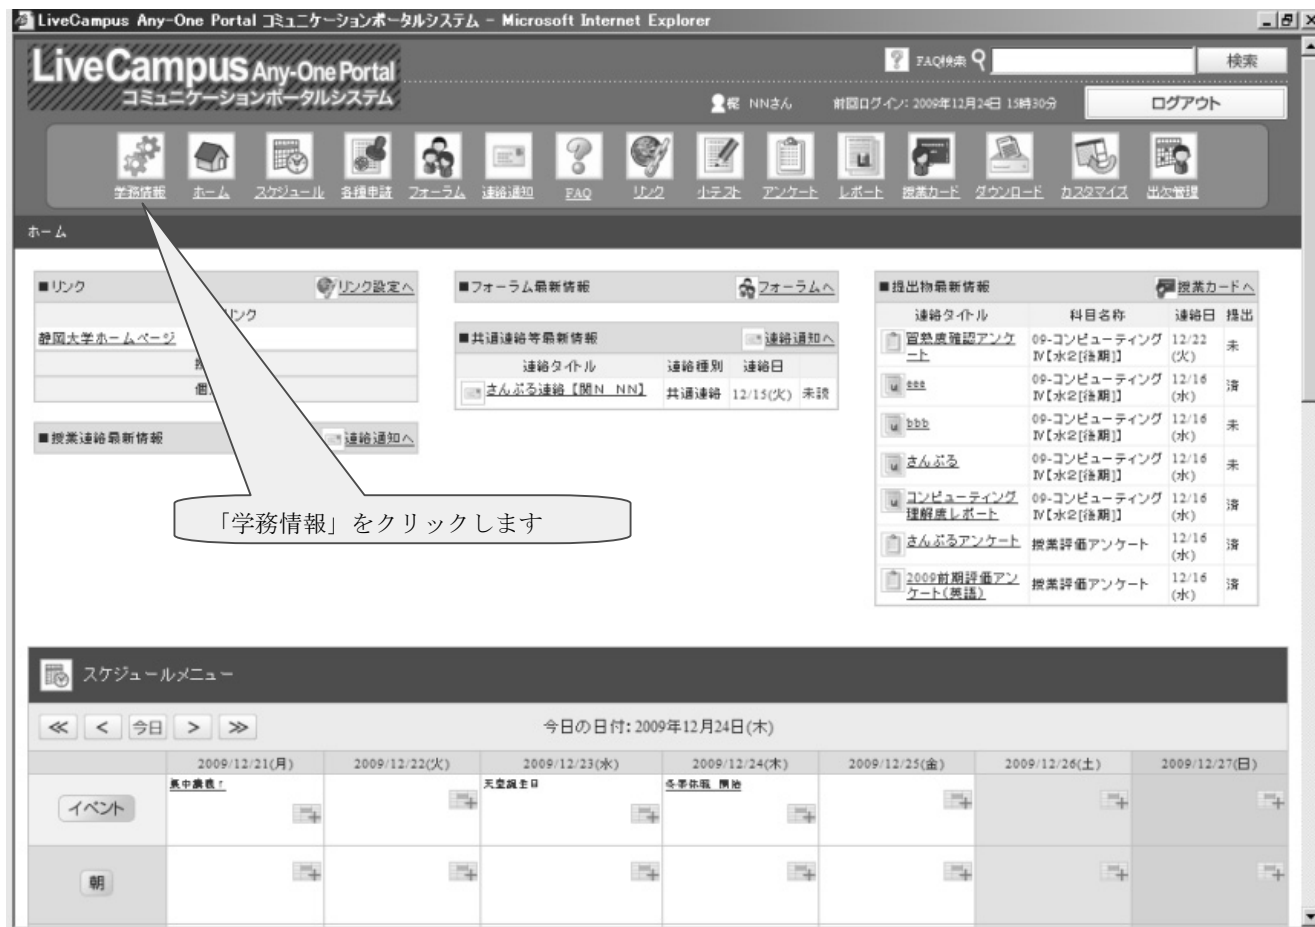 LiveCampus Any-One Portal コミュニケーションポータルシステム - Microsoft Internet Explorer
LiveCampus Any-One Portal
コミュニケーションポータルシステム
FAQ検索
検索
NNさん
前回ログイン: 2009年12月24日 15時30分
ログアウト
学務情報 ホーム スケジュール 各種申請 フォーラム 連絡通知 FAQ リンク 小テスト アンケート レポート 授業カード ダウンロード カスタマイズ 出欠管理
ホーム
■リンク リンク設定へ
リンク
静岡大学ホームページ
個
■授業連絡最新情報 連絡通知へ
「学務情報」をクリックします
■フォーラム最新情報 フォーラムへ
■共通連絡等最新情報 連絡通知へ
連絡タイトル 連絡種別 連絡日
さんぷる連絡【関N NN】 共通連絡 12/15(火) 未読
■提出物最新情報 授業カードへ
連絡タイトル 科目名称 連絡日 提出
習熟度確認アンケ 09-コンピューティング 12/22 未
ート Ⅳ【水2[後期]】 (火)
eee 09-コンピューティング 12/16 済
Ⅳ【水2[後期]】 (水)
bbb 09-コンピューティング 12/16 未
Ⅳ【水2[後期]】 (水)
さんぷる 09-コンピューティング 12/16 未
Ⅳ【水2[後期]】 (水)
コンピューティング 09-コンピューティング 12/16 済
理解度レポート Ⅳ【水2[後期]】 (水)
さんぷるアンケート 授業評価アンケート 12/16 済
(水)
2009前期評価アン 授業評価アンケート 12/16 済
ケート(英語) (水)
スケジュールメニュー
≪ < 今日 > ≫
今日の日付: 2009年12月24日(木)
2009/12/21(月) 2009/12/22(火) 2009/12/23(水) 2009/12/24(木) 2009/12/25(金) 2009/12/26(土) 2009/12/27(日)
イベント
天皇誕生日
冬季休暇 開始
朝